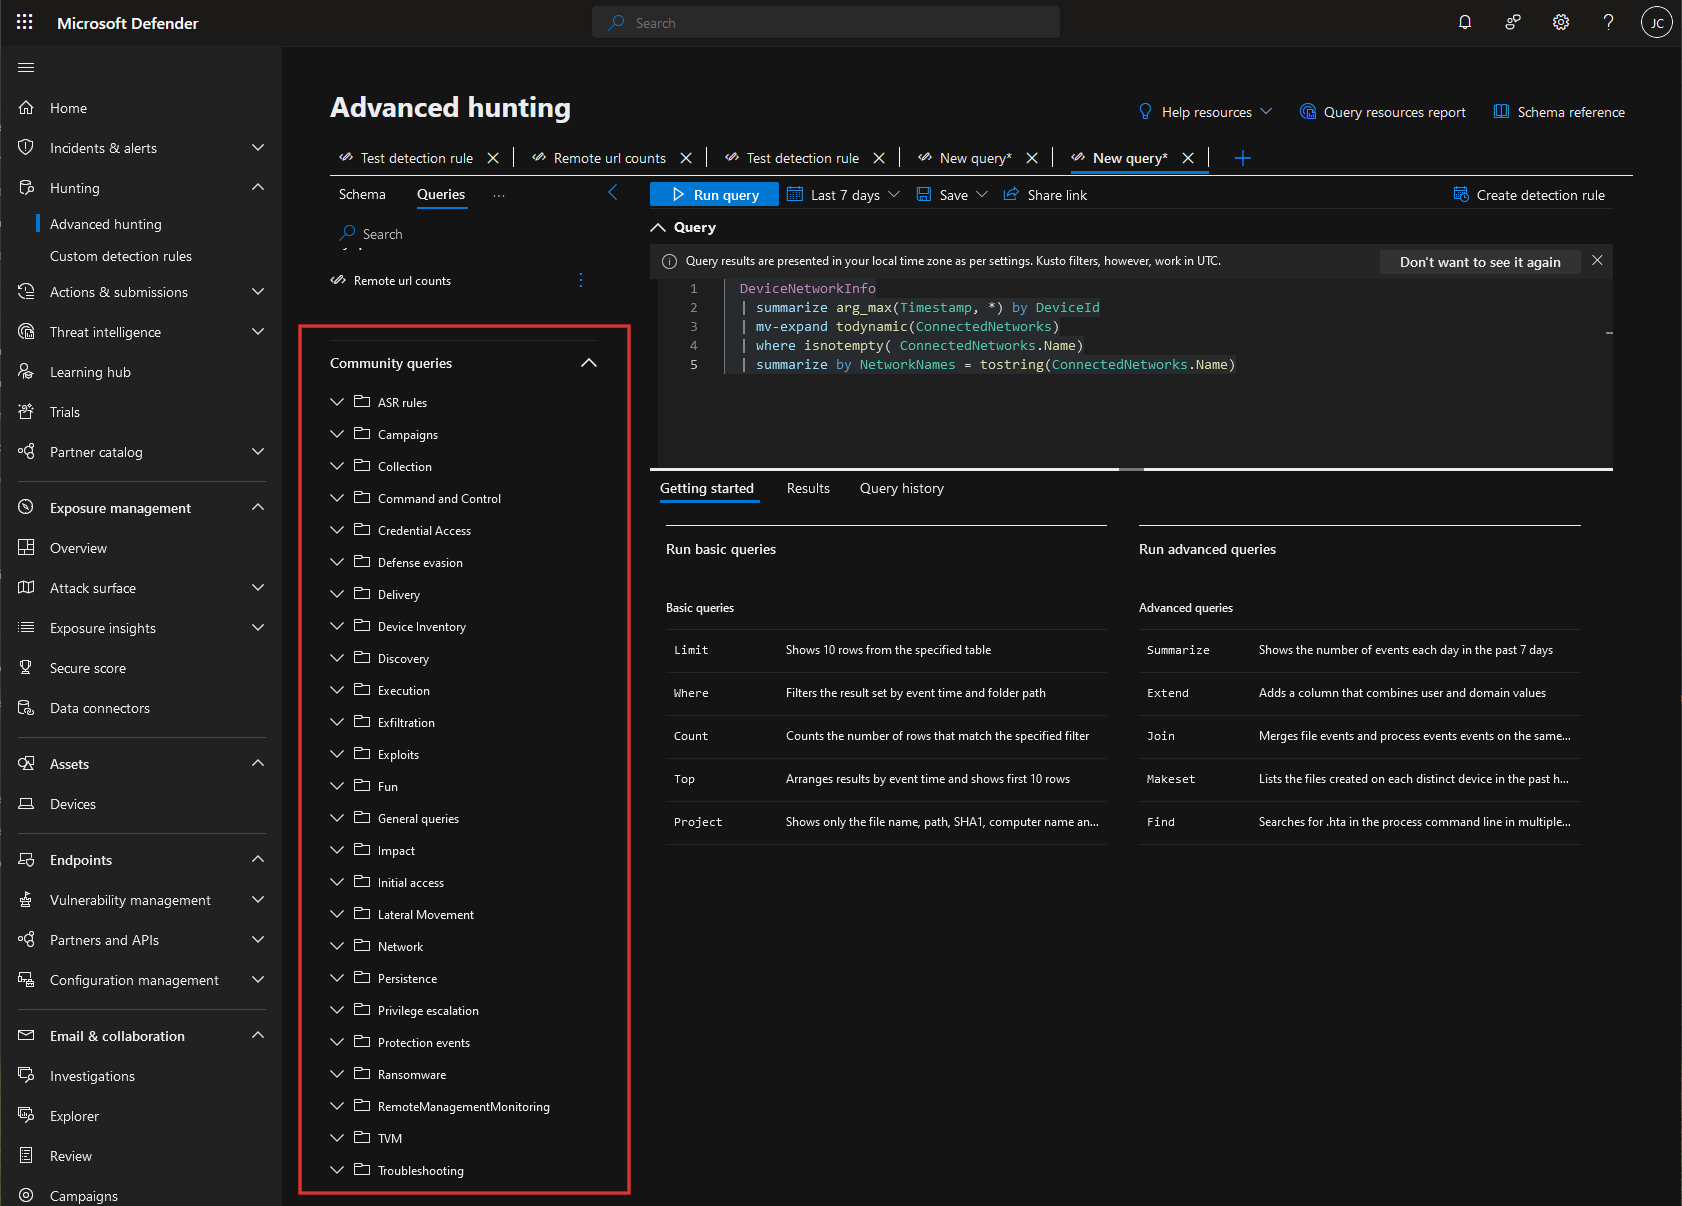 Microsoft Defender
Search
JC
Home
Incidents & alerts
Hunting
Advanced hunting
Custom detection rules
Actions & submissions
Threat intelligence
Learning hub
Trials
Partner catalog
Exposure management
Overview
Attack surface
Exposure insights
Secure score
Data connectors
Assets
Devices
Endpoints
Vulnerability management
Partners and APIs
Configuration management
Email & collaboration
Investigations
Explorer
Review
Campaigns
Advanced hunting
Help resources
Query resources report
Schema reference
Test detection rule
Remote url counts
Test detection rule
New query*
New query*
Schema
Queries
...
Search
Remote url counts
Community queries
ASR rules
Campaigns
Collection
Command and Control
Credential Access
Defense evasion
Delivery
Device Inventory
Discovery
Execution
Exfiltration
Exploits
Fun
General queries
Impact
Initial access
Lateral Movement
Network
Persistence
Privilege escalation
Protection events
Ransomware
RemoteManagementMonitoring
TVM
Troubleshooting
Run query
Last 7 days
Save
Share link
Create detection rule
Query
Query results are presented in your local time zone as per settings. Kusto filters, however, work in UTC.
Don't want to see it again
1 DeviceNetworkInfo
2 | summarize arg_max(Timestamp, *) by DeviceId
3 | mv-expand todynamic(ConnectedNetworks)
4 | where isnotempty( ConnectedNetworks.Name)
5 | summarize by NetworkNames = tostring(ConnectedNetworks.Name)
Getting started
Results
Query history
Run basic queries
Basic queries
Limit Shows 10 rows from the specified table
Where Filters the result set by event time and folder path
Count Counts the number of rows that match the specified filter
Top Arranges results by event time and shows first 10 rows
Project Shows only the file name, path, SHA1, computer name an...
Run advanced queries
Advanced queries
Summarize Shows the number of events each day in the past 7 days
Extend Adds a column that combines user and domain values
Join Merges file events and process events events on the same...
Makeset Lists the files created on each distinct device in the past h...
Find Searches for .hta in the process command line in multiple...